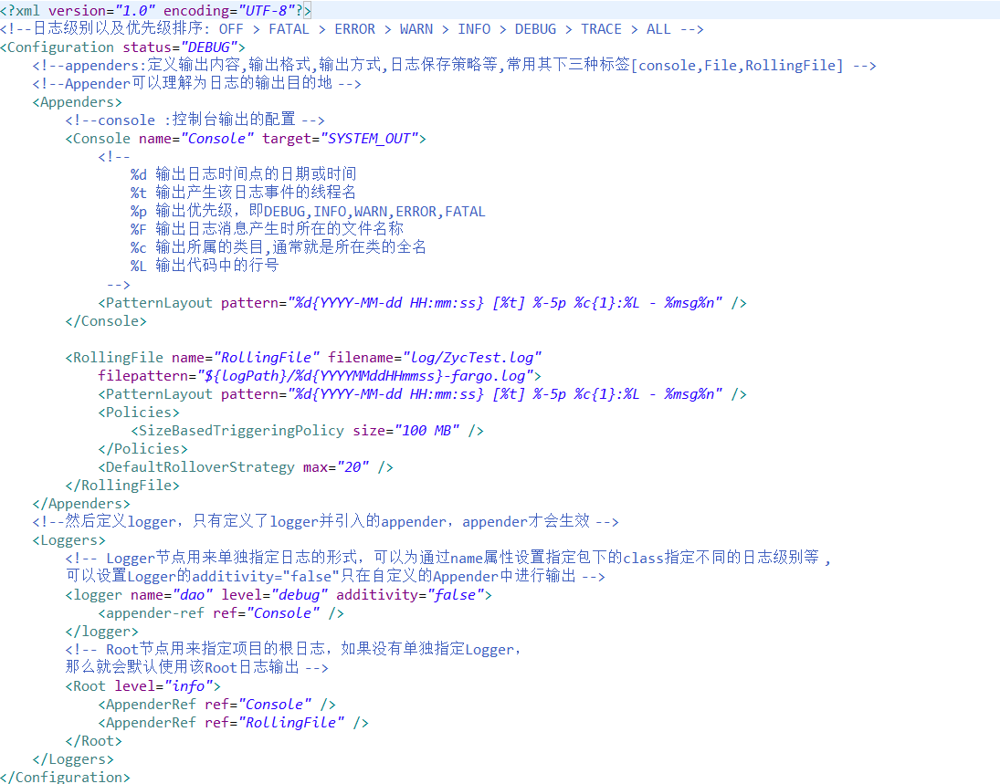 <?xml version="1.0" encoding="UTF-8"?>
<!--日志级别以及优先级排序: OFF > FATAL > ERROR > WARN > INFO > DEBUG > TRACE > ALL -->
<Configuration status="DEBUG">
    <!--appenders:定义输出内容,输出格式,输出方式,日志保存策略等,常用其下三种标签[console,File,RollingFile] -->
    <!--Appender可以理解为日志的输出目的地 -->
    <Appenders>
        <!--console :控制台输出的配置 -->
        <Console name="Console" target="SYSTEM_OUT">
            <!--
                %d 输出日志时间点的日期或时间
                %t 输出产生该日志事件的线程名
                %p 输出优先级，即DEBUG,INFO,WARN,ERROR,FATAL
                %F 输出日志消息产生时所在的文件名称
                %c 输出所属的类目,通常就是所在类的全名
                %L 输出代码中的行号
             -->
            <PatternLayout pattern="%d{YYYY-MM-dd HH:mm:ss} [%t] %-5p %c{1}:%L - %msg%n" />
        </Console>

        <RollingFile name="RollingFile" filename="log/ZycTest.log"
            filepattern="${logPath}/%d{YYYYMMddHHmmss}-fargo.log">
            <PatternLayout pattern="%d{YYYY-MM-dd HH:mm:ss} [%t] %-5p %c{1}:%L - %msg%n" />
            <Policies>
                <SizeBasedTriggeringPolicy size="100 MB" />
            </Policies>
            <DefaultRolloverStrategy max="20" />
        </RollingFile>
    </Appenders>
    <!--然后定义logger，只有定义了logger并引入的appender，appender才会生效 -->
    <Loggers>
        <!-- Logger节点用来单独指定日志的形式，可以为通过name属性设置指定包下的class指定不同的日志级别等 ,
        可以设置Logger的additivity="false"只在自定义的Appender中进行输出 -->
        <logger name="dao" level="debug" additivity="false">
            <appender-ref ref="Console" />
        </logger>
        <!-- Root节点用来指定项目的根日志，如果没有单独指定Logger，
        那么就会默认使用该Root日志输出 -->
        <Root level="info">
            <AppenderRef ref="Console" />
            <AppenderRef ref="RollingFile" />
        </Root>
    </Loggers>
</Configuration>